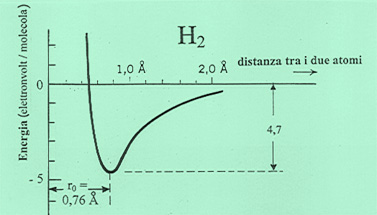 H₂
Energia (elettronvolt / molecola)
distanza tra i due atomi
1,0 Å
2,0 Å
0
4,7
- 5
r₀ =
0,76 Å